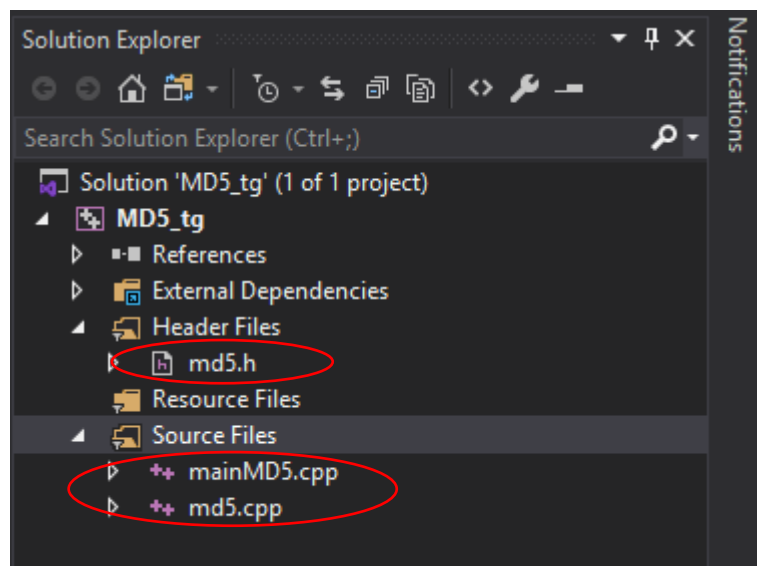 Solution Explorer
Search Solution Explorer (Ctrl+;)
Solution 'MD5_tg' (1 of 1 project)
MD5_tg
References
External Dependencies
Header Files
md5.h
Resource Files
Source Files
mainMD5.cpp
md5.cpp
Notifications